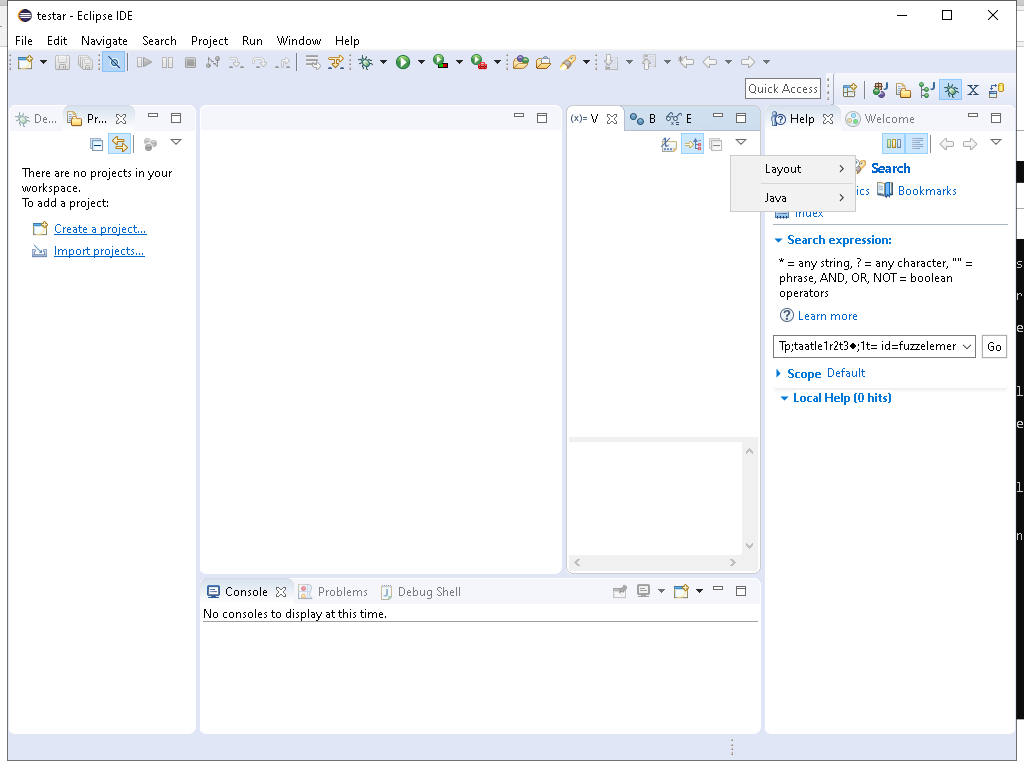 testar - Eclipse IDE
File Edit Navigate Search Project Run Window Help
Quick Access
De... Pr...
There are no projects in your
workspace.
To add a project:
Create a project...
Import projects...
(x)= V B E
Layout
Java
Help Welcome
Search
ics Bookmarks
Index
Search expression:
* = any string, ? = any character, "" =
phrase, AND, OR, NOT = boolean
operators
Learn more
Tp;taatle1r2t3◆;1t= id=fuzzelemer Go
Scope Default
Local Help (0 hits)
Console Problems Debug Shell
No consoles to display at this time.